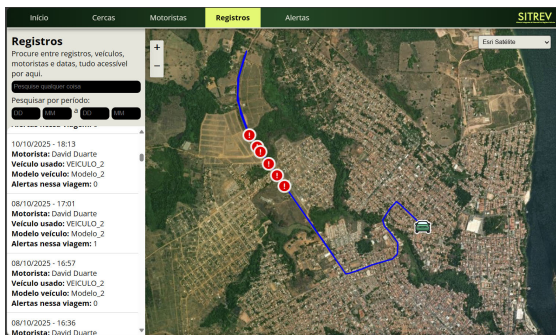 Início Cercas Motoristas Registros Alertas SITREV
Registros
Procure entre registros, veículos,
motoristas e datas, tudo acessível
por aqui.
Pesquise qualquer coisa
Pesquisar por período:
DD MM a DD MM
Alertas nessa viagem:
10/10/2025 - 18:13
Motorista: David Duarte
Veículo usado: VEICULO_2
Modelo veículo: Modelo_2
Alertas nessa viagem: 0
08/10/2025 - 17:01
Motorista: David Duarte
Veículo usado: VEICULO_2
Modelo veículo: Modelo_2
Alertas nessa viagem: 1
08/10/2025 - 16:57
Motorista: David Duarte
Veículo usado: VEICULO_2
Modelo veículo: Modelo_2
Alertas nessa viagem: 0
08/10/2025 - 16:36
Motorista: David Duarte
+
−
Esri Satélite
!
!
!
!
!
!